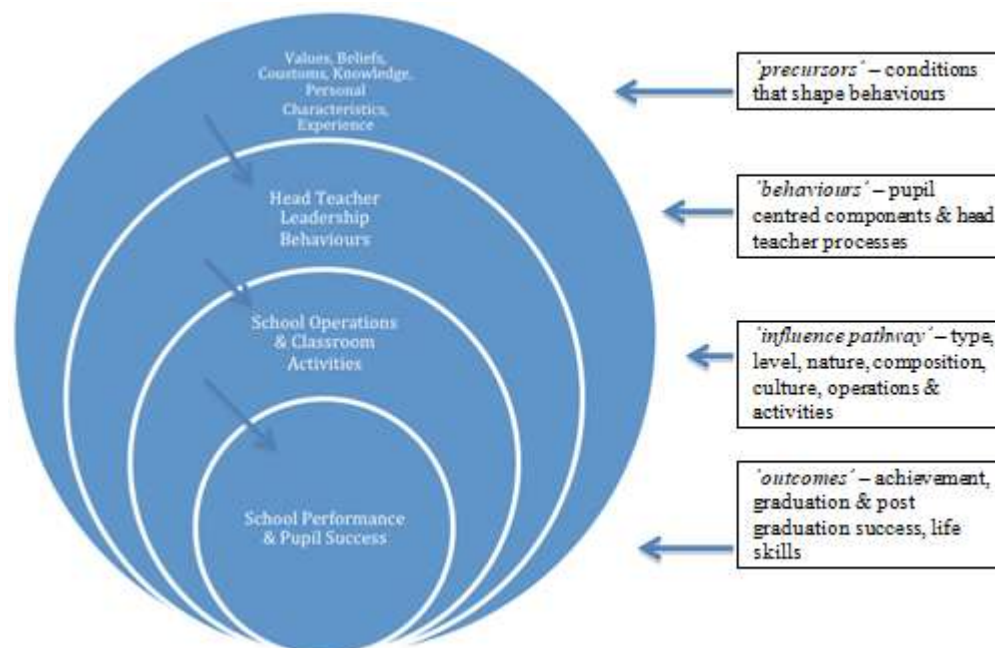 Values, Beliefs,
Coustoms, Knowledge,
Personal
Characteristics,
Experience
Head Teacher
Leadership
Behaviours
School Operations
& Classroom
Activities
School Performance
& Pupil Success
´precursors´ – conditions
that shape behaviours
´behaviours´ – pupil
centred components & head
teacher processes
´influence pathway´ – type,
level, nature, composition,
culture, operations &
activities
´outcomes´ – achievement,
graduation & post
graduation success, life
skills